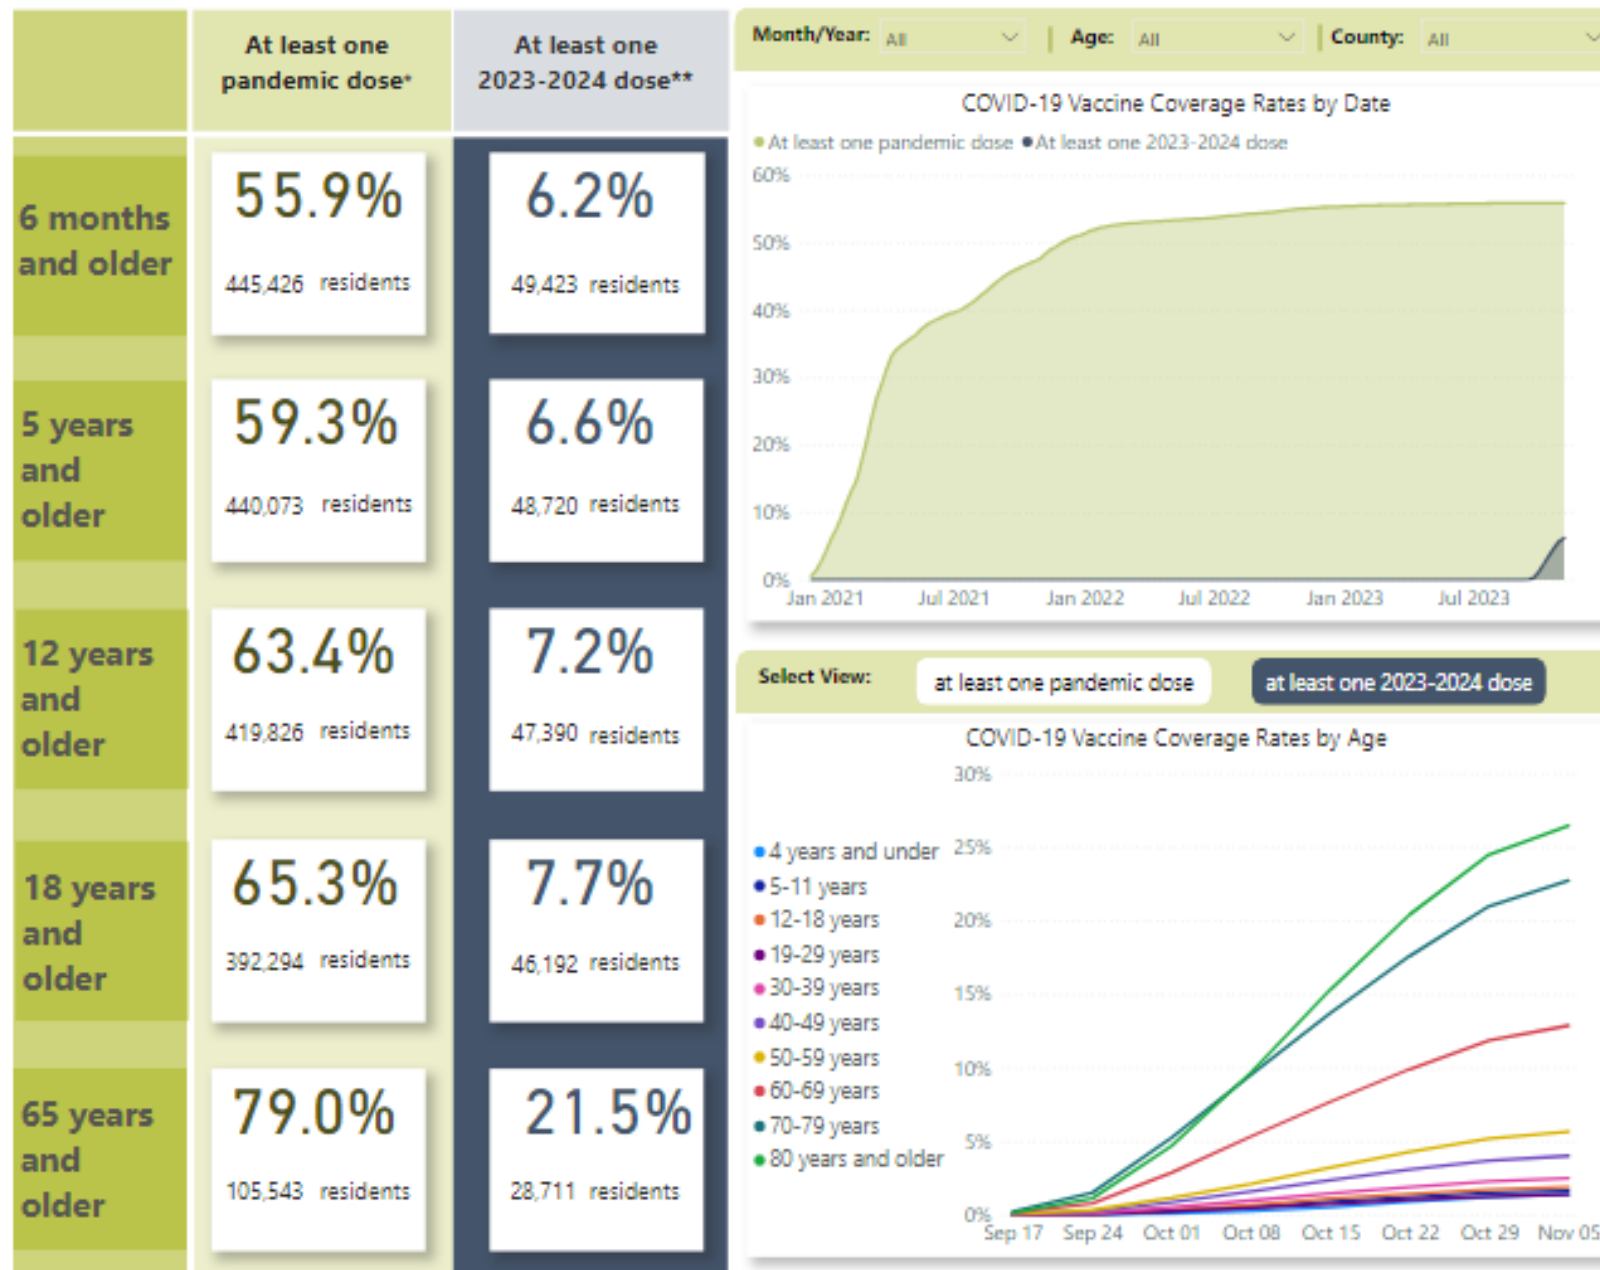 At least one
pandemic dose*
At least one
2023-2024 dose**
6 months
and older
55.9%
445,426 residents
6.2%
49,423 residents
5 years
and
older
59.3%
440,073 residents
6.6%
48,720 residents
12 years
and
older
63.4%
419,826 residents
7.2%
47,390 residents
18 years
and
older
65.3%
392,294 residents
7.7%
46,192 residents
65 years
and
older
79.0%
105,543 residents
21.5%
28,711 residents
Month/Year: All | Age: All | County: All
COVID-19 Vaccine Coverage Rates by Date
At least one pandemic dose At least one 2023-2024 dose
60%
50%
40%
30%
20%
10%
0%
Jan 2021 Jul 2021 Jan 2022 Jul 2022 Jan 2023 Jul 2023
Select View: at least one pandemic dose at least one 2023-2024 dose
COVID-19 Vaccine Coverage Rates by Age
4 years and under
5-11 years
12-18 years
19-29 years
30-39 years
40-49 years
50-59 years
60-69 years
70-79 years
80 years and older
30%
25%
20%
15%
10%
5%
0%
Sep 17 Sep 24 Oct 01 Oct 08 Oct 15 Oct 22 Oct 29 Nov 05